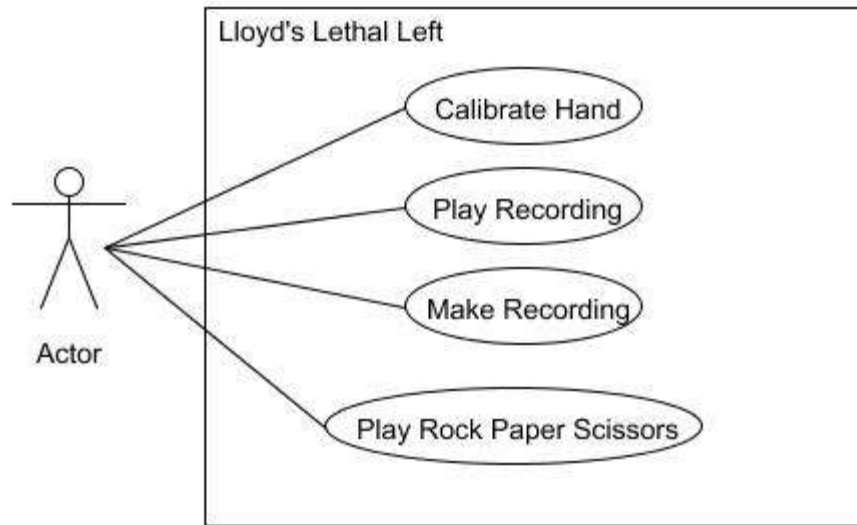 Lloyd's Lethal Left
Calibrate Hand
Play Recording
Make Recording
Actor
Play Rock Paper Scissors